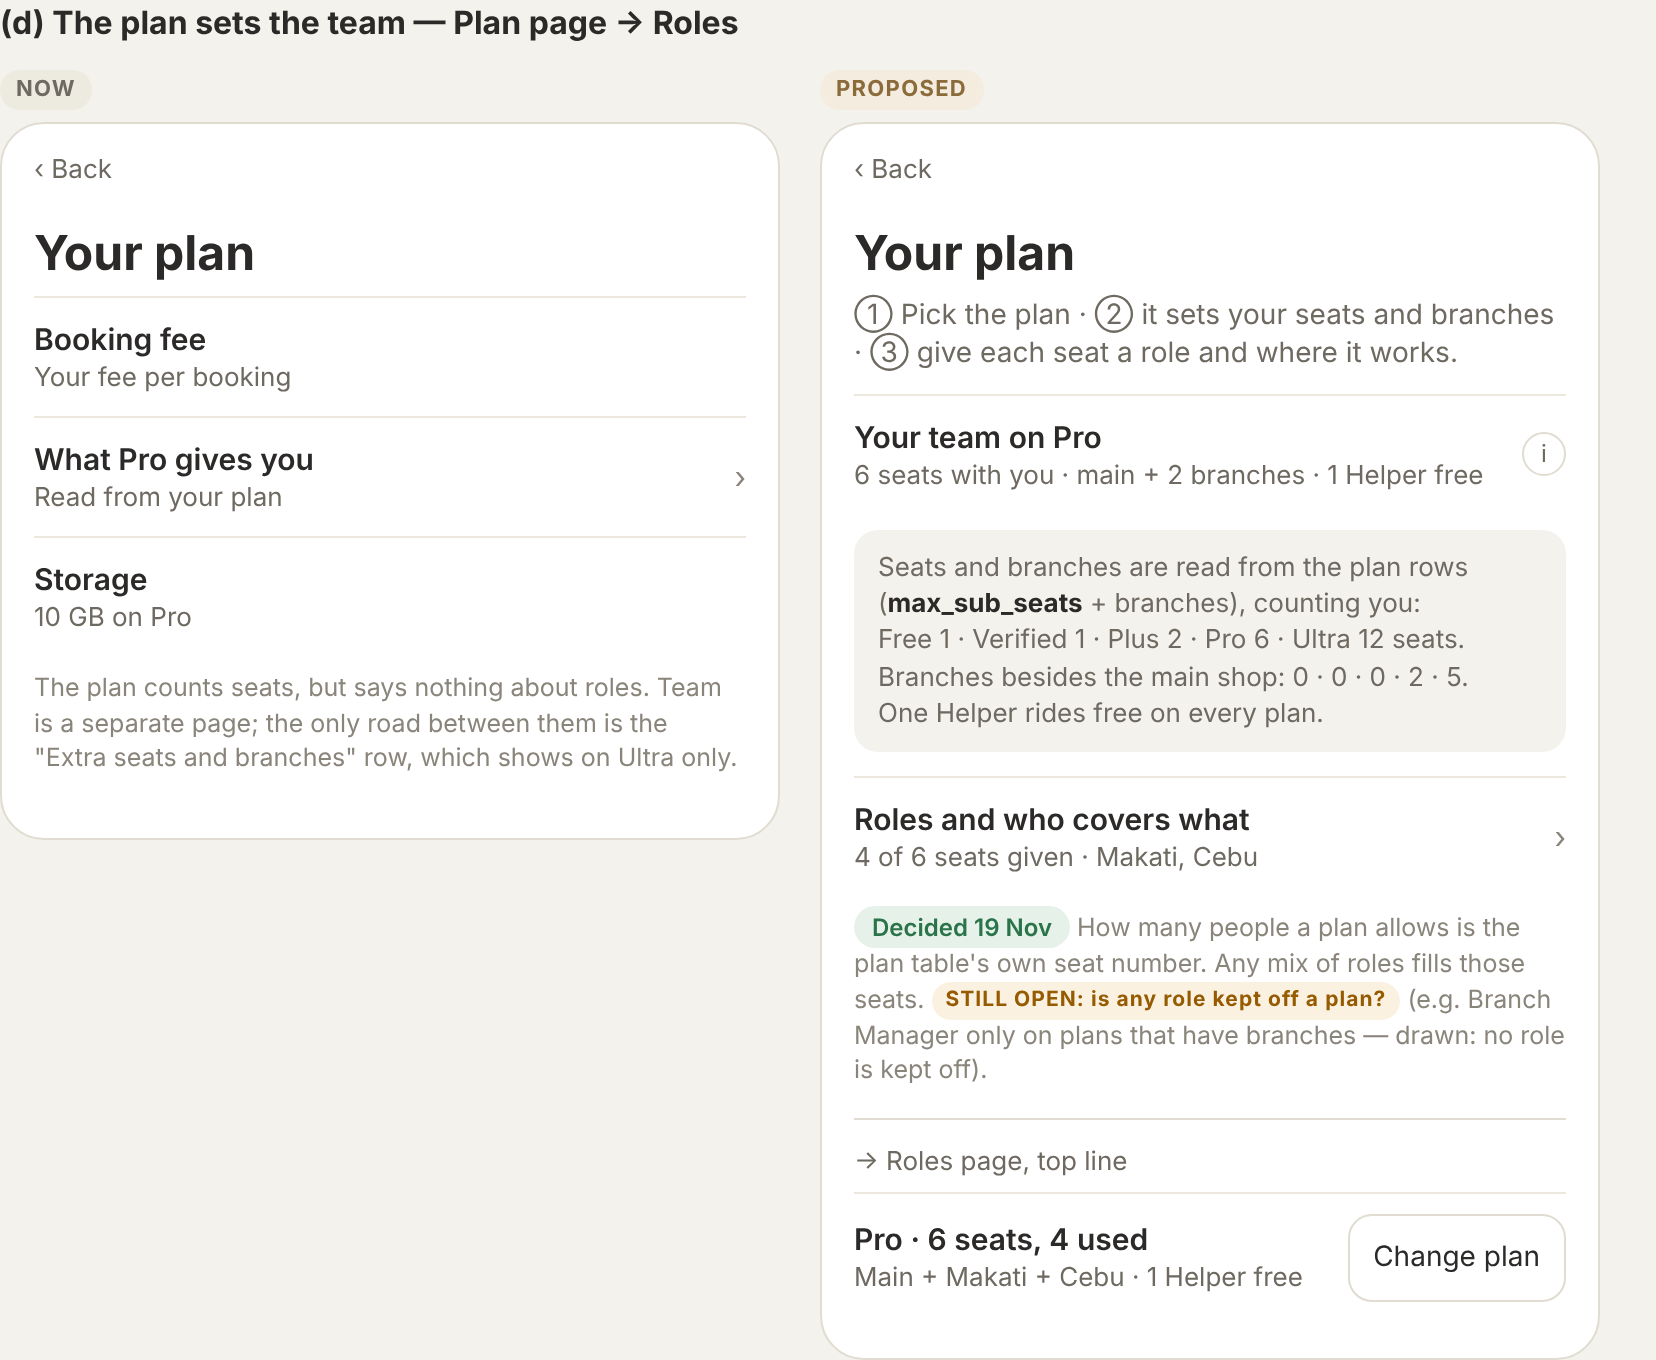 (d) The plan sets the team — Plan page → Roles
NOW
‹ Back
Your plan
Booking fee
Your fee per booking
What Pro gives you
›
Read from your plan
Storage
10 GB on Pro
The plan counts seats, but says nothing about roles. Team
is a separate page; the only road between them is the
"Extra seats and branches" row, which shows on Ultra only.
PROPOSED
‹ Back
Your plan
① Pick the plan · ② it sets your seats and branches
· ③ give each seat a role and where it works.
Your team on Pro
i
6 seats with you · main + 2 branches · 1 Helper free
Seats and branches are read from the plan rows
(max_sub_seats + branches), counting you:
Free 1 · Verified 1 · Plus 2 · Pro 6 · Ultra 12 seats.
Branches besides the main shop: 0 · 0 · 0 · 2 · 5.
One Helper rides free on every plan.
Roles and who covers what
›
4 of 6 seats given · Makati, Cebu
Decided 19 Nov How many people a plan allows is the
plan table's own seat number. Any mix of roles fills those
seats. STILL OPEN: is any role kept off a plan? (e.g. Branch
Manager only on plans that have branches — drawn: no role
is kept off).
→ Roles page, top line
Pro · 6 seats, 4 used
Main + Makati + Cebu · 1 Helper free
Change plan